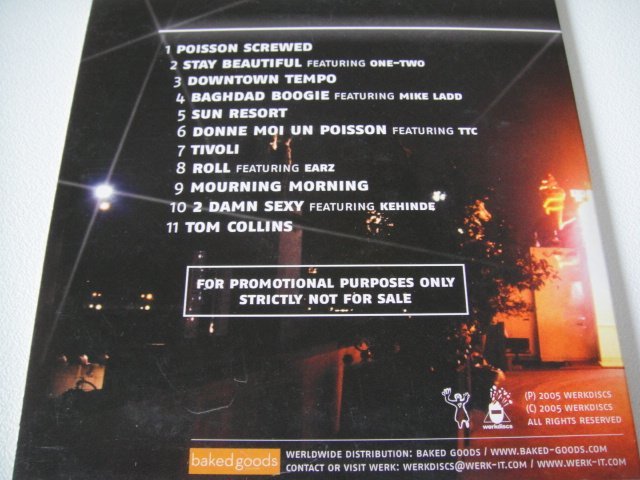 1 POISSON SCREWED
2 STAY BEAUTIFUL FEATURING ONE-TWO
3 DOWNTOWN TEMPO
4 BAGHDAD BOOGIE FEATURING MIKE LADD
5 SUN RESORT
6 DONNE MOI UN POISSON FEATURING TTC
7 TIVOLI
8 ROLL FEATURING EARZ
9 MOURNING MORNING
10 2 DAMN SEXY FEATURING KEHINDE
11 TOM COLLINS
FOR PROMOTIONAL PURPOSES ONLY
STRICTLY NOT FOR SALE
werkdiscs
(P) 2005 WERKDISCS
(C) 2005 WERKDISCS
ALL RIGHTS RESERVED
baked goods
WERLDWIDE DISTRIBUTION: BAKED GOODS / WWW.BAKED-GOODS.COM
CONTACT OR VISIT WERK: WERKDISCS@WERK-IT.COM / WWW.WERK-IT.COM